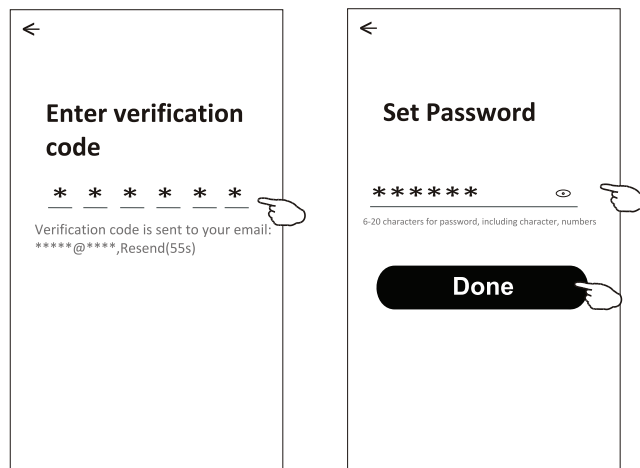 Enter verification
code
* * * * * *
Verification code is sent to your email:
*****@****,Resend(55s)
Set Password
******
6-20 characters for password, including character, numbers
Done